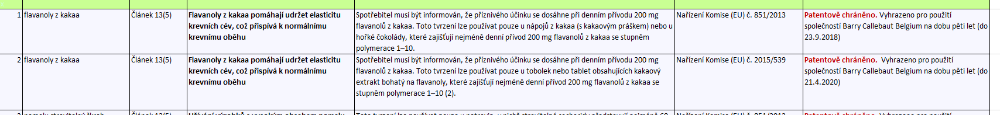 1 flavanoly z kakaa Článek 13(5) Flavanoly z kakaa pomáhají udržet elasticitu krevních cév, což přispívá k normálnímu krevnímu oběhu
Spotřebitel musí být informován, že příznivého účinku se dosáhne při denním přívodu 200 mg
flavanolů z kakaa. Toto tvrzení lze používat pouze u nápojů z kakaa (s kakaovým práškem) nebo u
hořké čokolády, které zajišťují nejméně denní přívod 200 mg flavanolů z kakaa se stupněm
polymerace 1–10.
Nařízení Komise (EU) č. 851/2013
Patentově chráněno. Vyhrazeno pro použití
společností Barry Callebaut Belgium na dobu pěti let (do
23.9.2018)
2 flavanoly z kakaa Článek 13(5) Flavanoly z kakaa pomáhají udržet elasticitu krevních cév, což přispívá k normálnímu krevnímu oběhu
Spotřebitel musí být informován, že příznivého účinku se dosáhne při denním přívodu 200 mg
flavanolů z kakaa. Toto tvrzení lze používat pouze u tobolek nebo tablet obsahujících kakaový
extrakt bohatý na flavanoly, které zajišťují nejméně denní přívod 200 mg flavanolů z kakaa se
stupněm polymerace 1–10 (2).
Nařízení Komise (EU) č. 2015/539
Patentově chráněno.  Vyhrazeno pro použití
společností Barry Callebaut Belgium na dobu pěti let (do
21.4.2020)